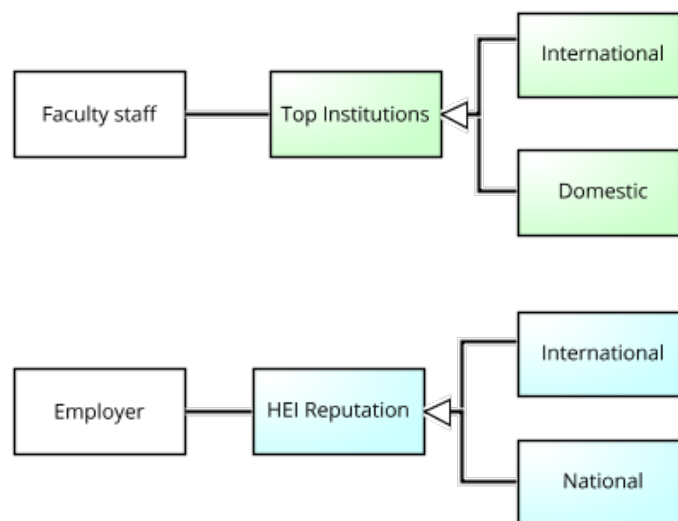 International
Faculty staff
Top Institutions
Domestic
International
Employer
HEI Reputation
National